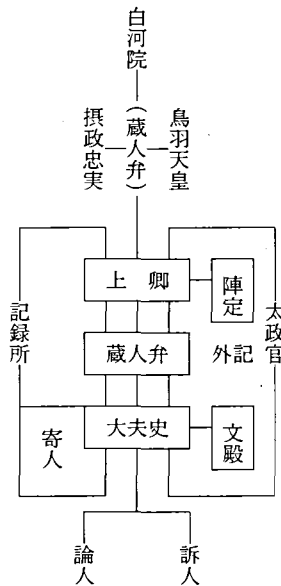 白河院
（蔵人弁）
鳥羽天皇
摂政忠実
上卿
陣定
太政官
記録所
蔵人弁
外記
大夫史
文殿
寄人
訴人
論人